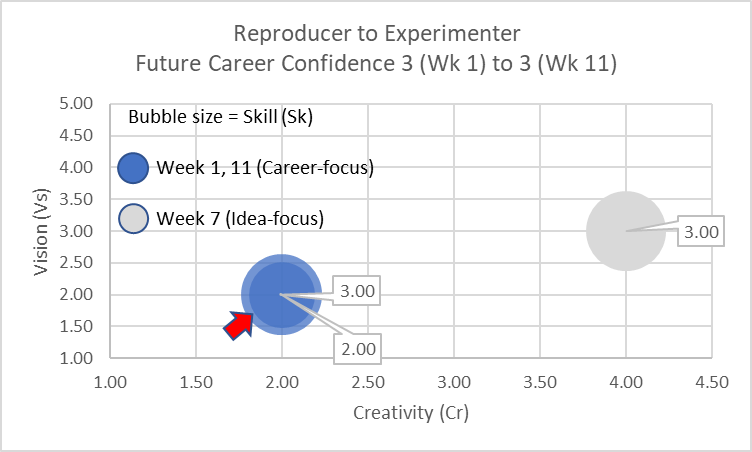 Reproducer to Experimenter
Future Career Confidence 3 (Wk 1) to 3 (Wk 11)
5.00
4.50
4.00
3.50
3.00
2.50
2.00
1.50
1.00
Vision (Vs)
Bubble size = Skill (Sk)
Week 1, 11 (Career-focus)
Week 7 (Idea-focus)
3.00
3.00
2.00
1.00
1.50
2.00
2.50
3.00
3.50
4.00
4.50
Creativity (Cr)